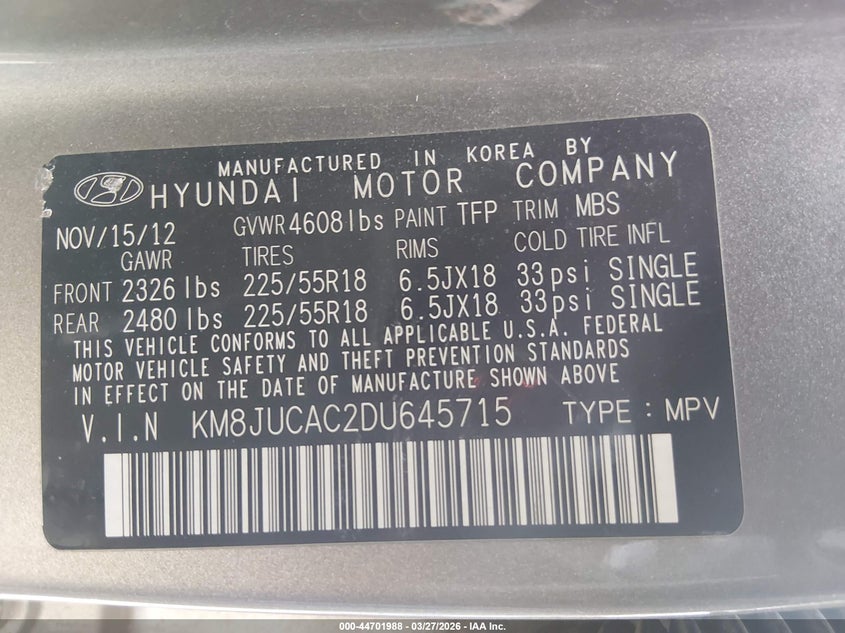 MANUFACTURED IN KOREA BY
HYUNDAI MOTOR COMPANY
NOV/15/12 GVWR 4608lbs PAINT TFP TRIM MBS
GAWR TIRES RIMS COLD TIRE INFL
FRONT 2326 lbs 225/55R18 6.5JX18 33psi SINGLE
REAR 2480 lbs 225/55R18 6.5JX18 33psi SINGLE
THIS VEHICLE CONFORMS TO ALL APPLICABLE U.S.A. FEDERAL
MOTOR VEHICLE SAFETY AND THEFT PREVENTION STANDARDS
IN EFFECT ON THE DATE OF MANUFACTURE SHOWN ABOVE
V.I.N KM8JUCAC2DU645715 TYPE : MPV
000-44701988 — 03/27/2026 — IAA Inc.